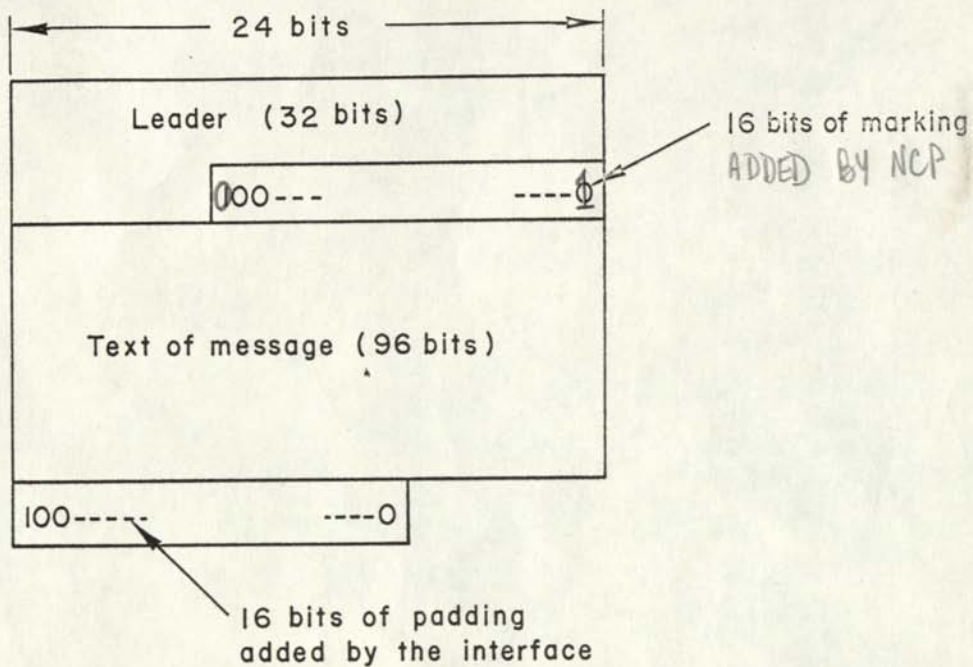 24 bits
Leader (32 bits)
16 bits of marking
ADDED BY NCP
000--- ----1
Text of message (96 bits)
100----- ----0
16 bits of padding
added by the interface